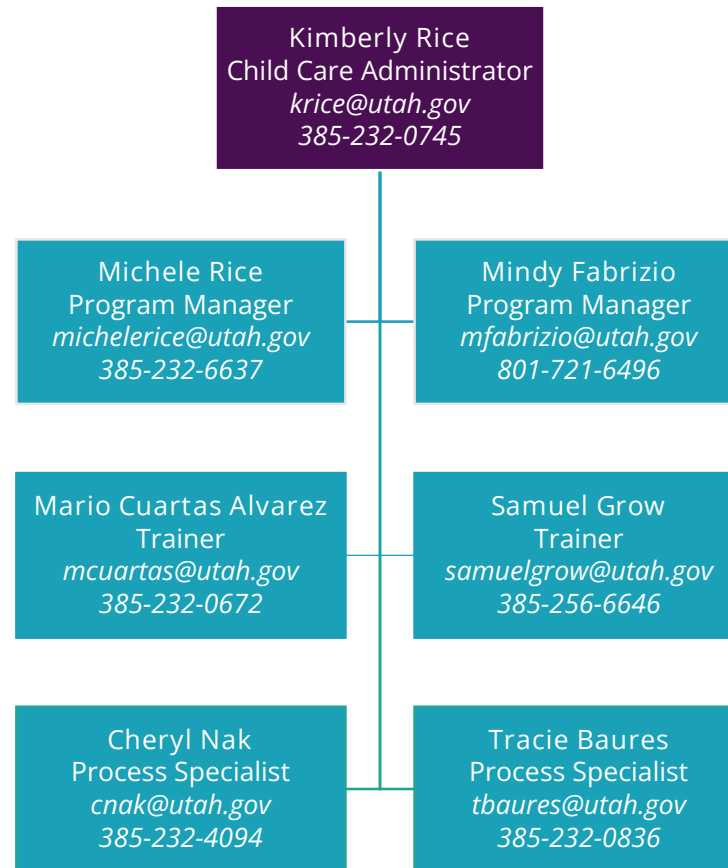 Kimberly Rice
Child Care Administrator
krice@utah.gov
385-232-0745
Michele Rice
Program Manager
michelerice@utah.gov
385-232-6637
Mindy Fabrizio
Program Manager
mfabrizio@utah.gov
801-721-6496
Mario Cuartas Alvarez
Trainer
mcuartas@utah.gov
385-232-0672
Samuel Grow
Trainer
samuelgrow@utah.gov
385-256-6646
Cheryl Nak
Process Specialist
cnak@utah.gov
385-232-4094
Tracie Baures
Process Specialist
tbaures@utah.gov
385-232-0836